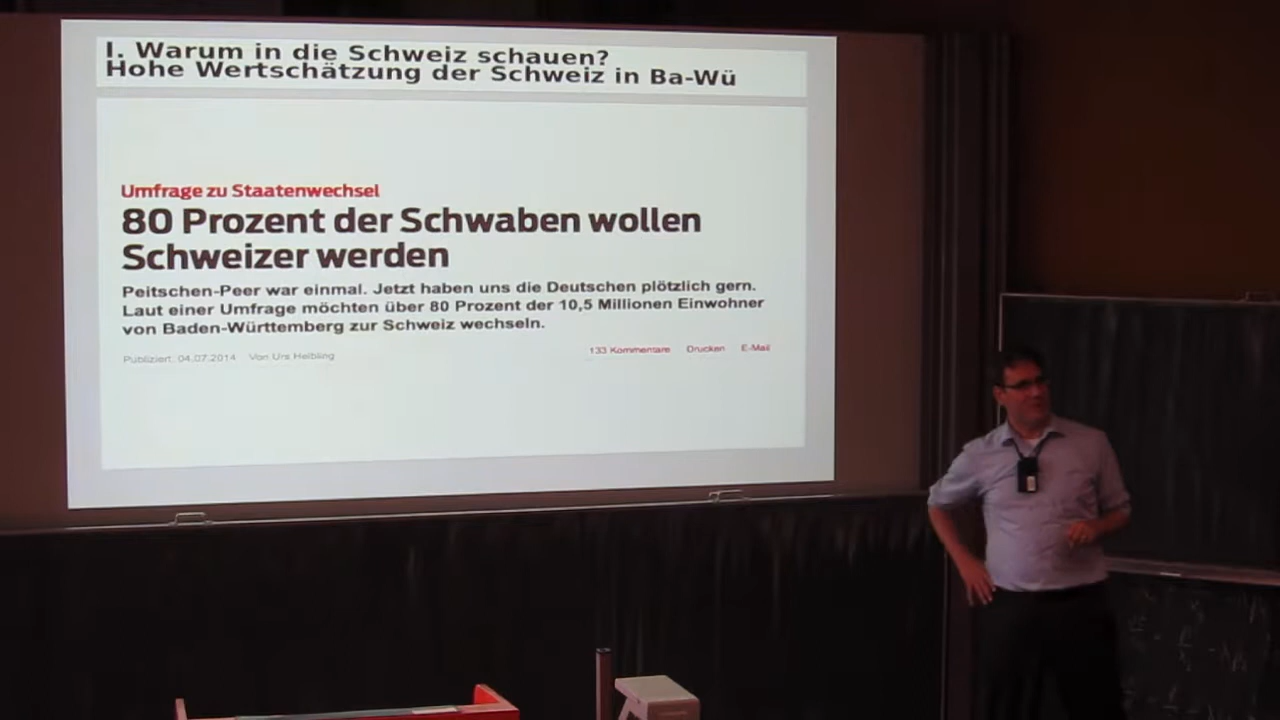 I. Warum in die Schweiz schauen?
Hohe Wertschätzung der Schweiz in Ba-Wü
Umfrage zu Staatenwechsel
80 Prozent der Schwaben wollen
Schweizer werden
Peitschen-Peer war einmal. Jetzt haben uns die Deutschen plötzlich gern.
Laut einer Umfrage möchten über 80 Prozent der 10,5 Millionen Einwohner
von Baden-Württemberg zur Schweiz wechseln.
Publiziert: 04.07.2014 Von Urs Helbling
133 Kommentare Drucken E-Mail